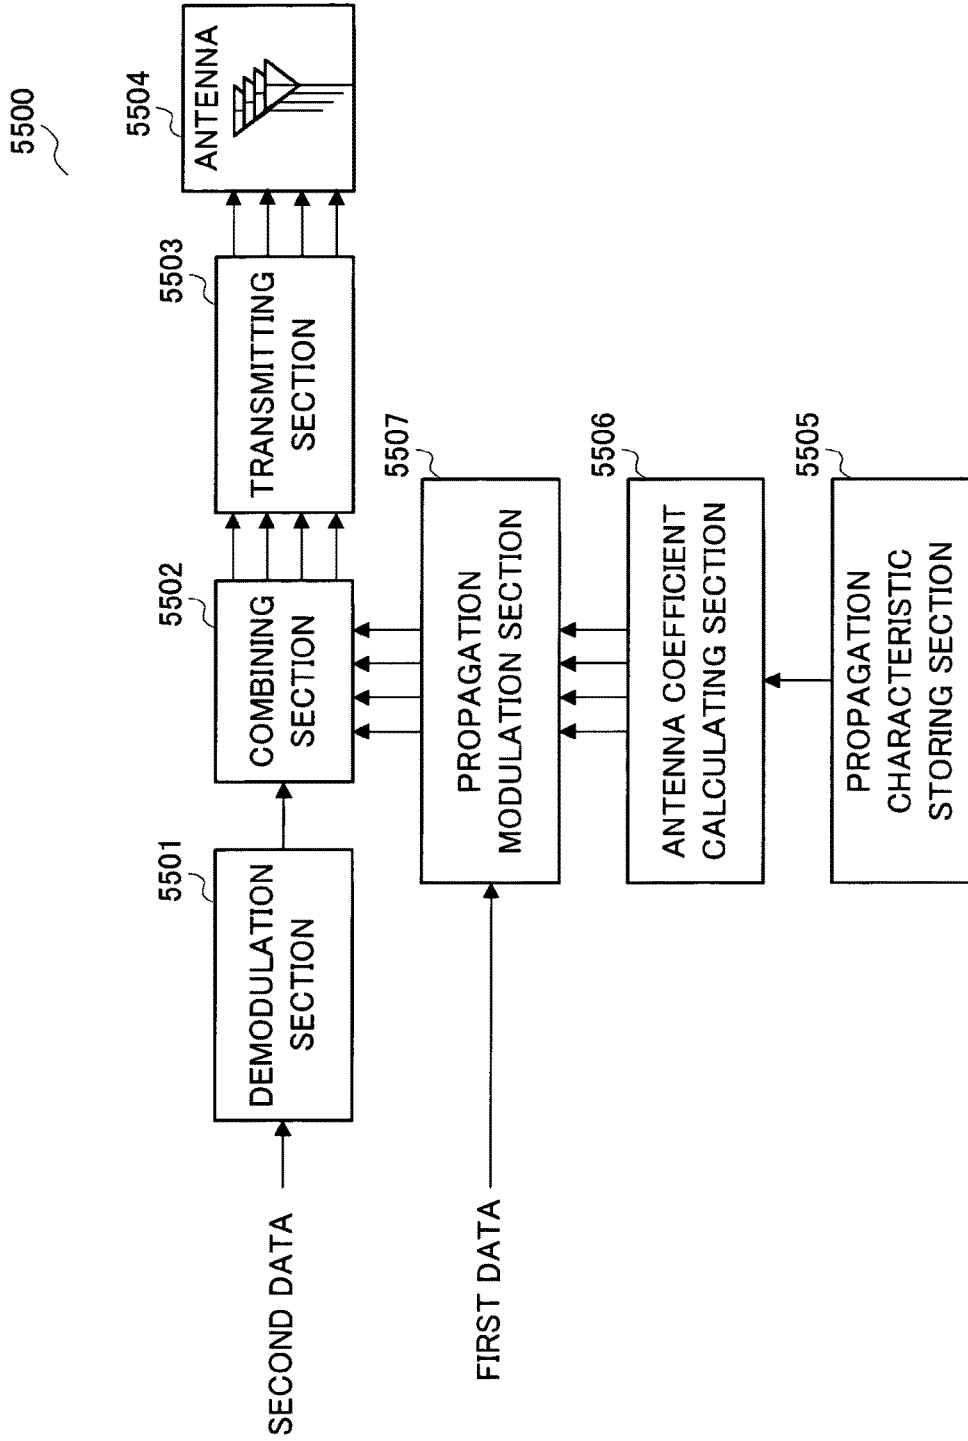 5500
SECOND DATA
5501
DEMODULATION
SECTION
5502
COMBINING
SECTION
5503
TRANSMITTING
SECTION
5504
ANTENNA
FIRST DATA
5507
PROPAGATION
MODULATION SECTION
5506
ANTENNA COEFFICIENT
CALCULATING SECTION
5505
PROPAGATION
CHARACTERISTIC
STORING SECTION